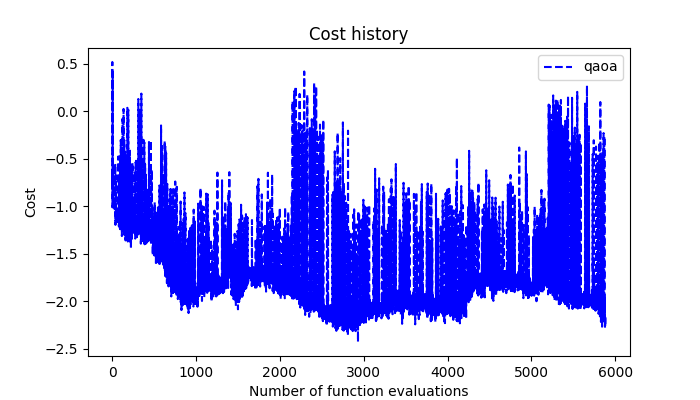 Cost history
qaoa
0.5
0.0
−0.5
−1.0
−1.5
−2.0
−2.5
Cost
0 1000 2000 3000 4000 5000 6000
Number of function evaluations